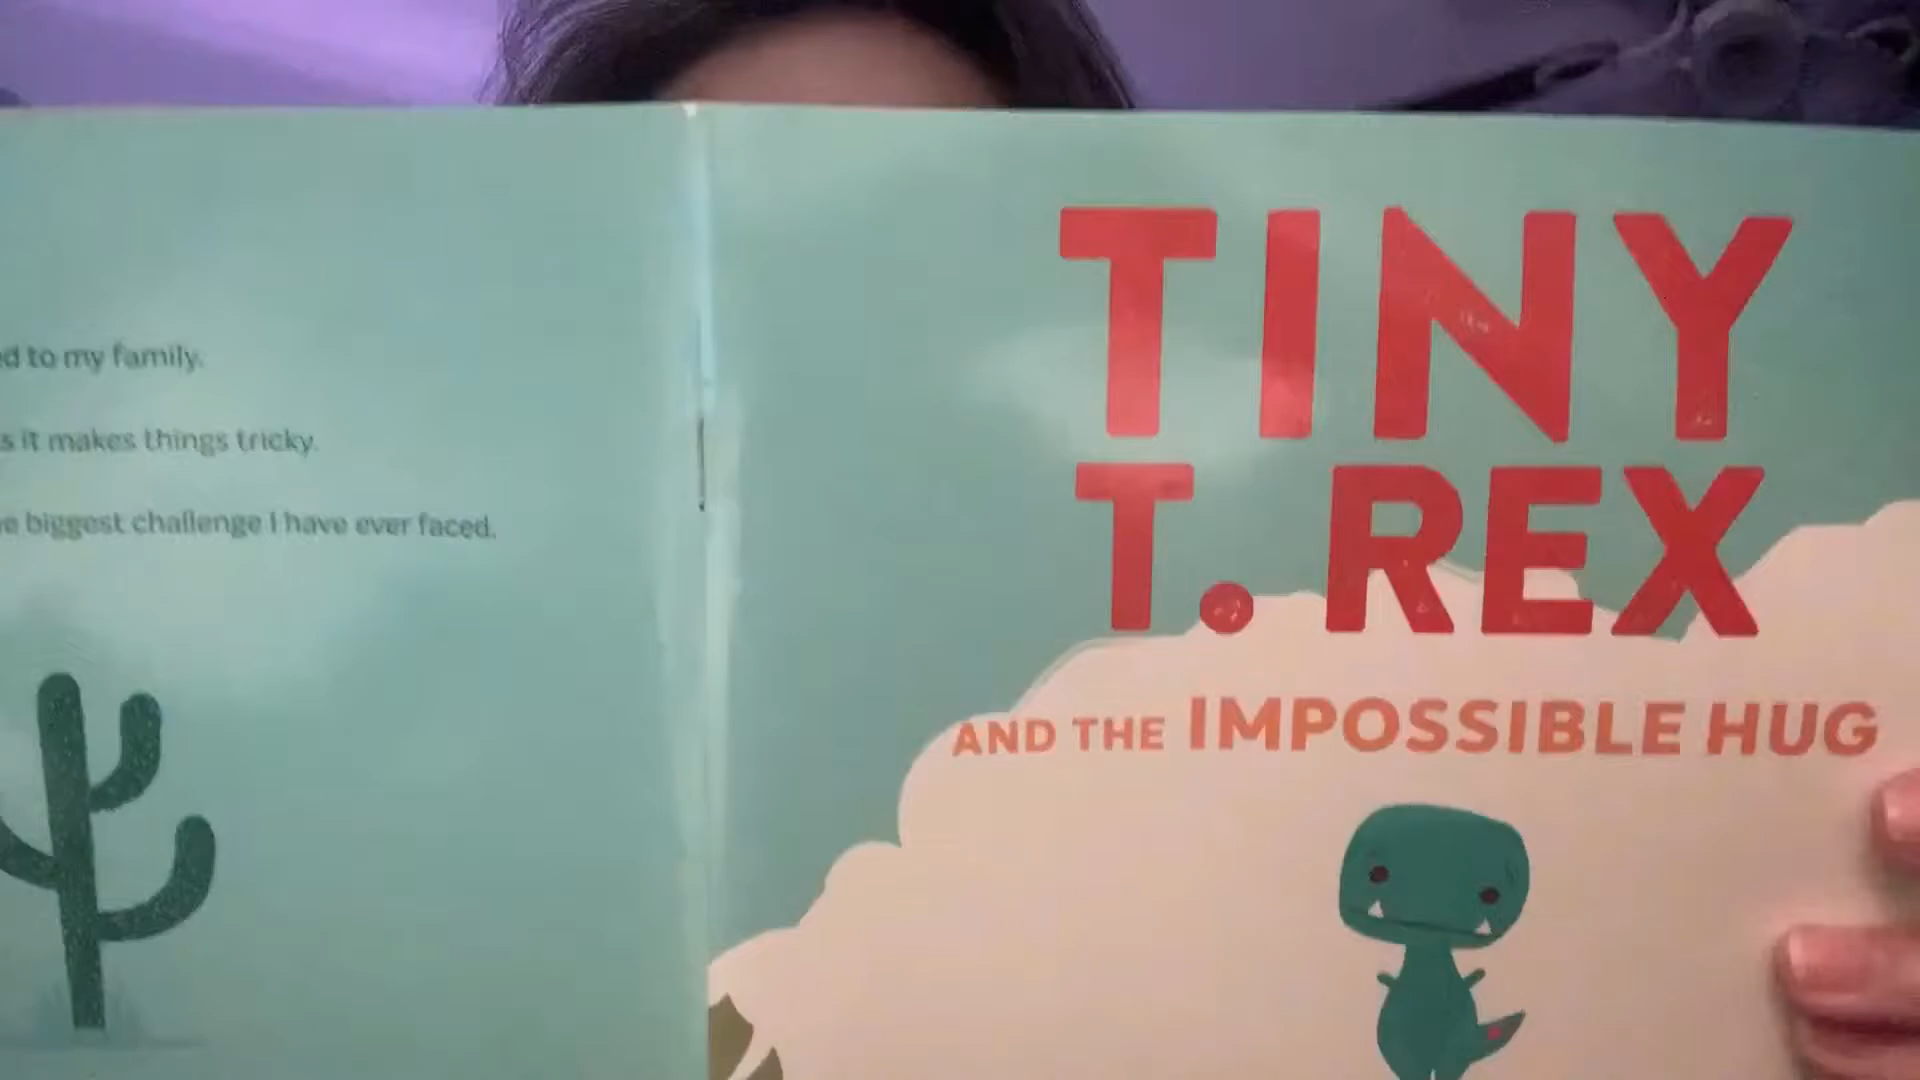 to my family.
it makes things tricky.
biggest challenge I have ever faced.
TINY
T. REX
AND THE IMPOSSIBLE HUG